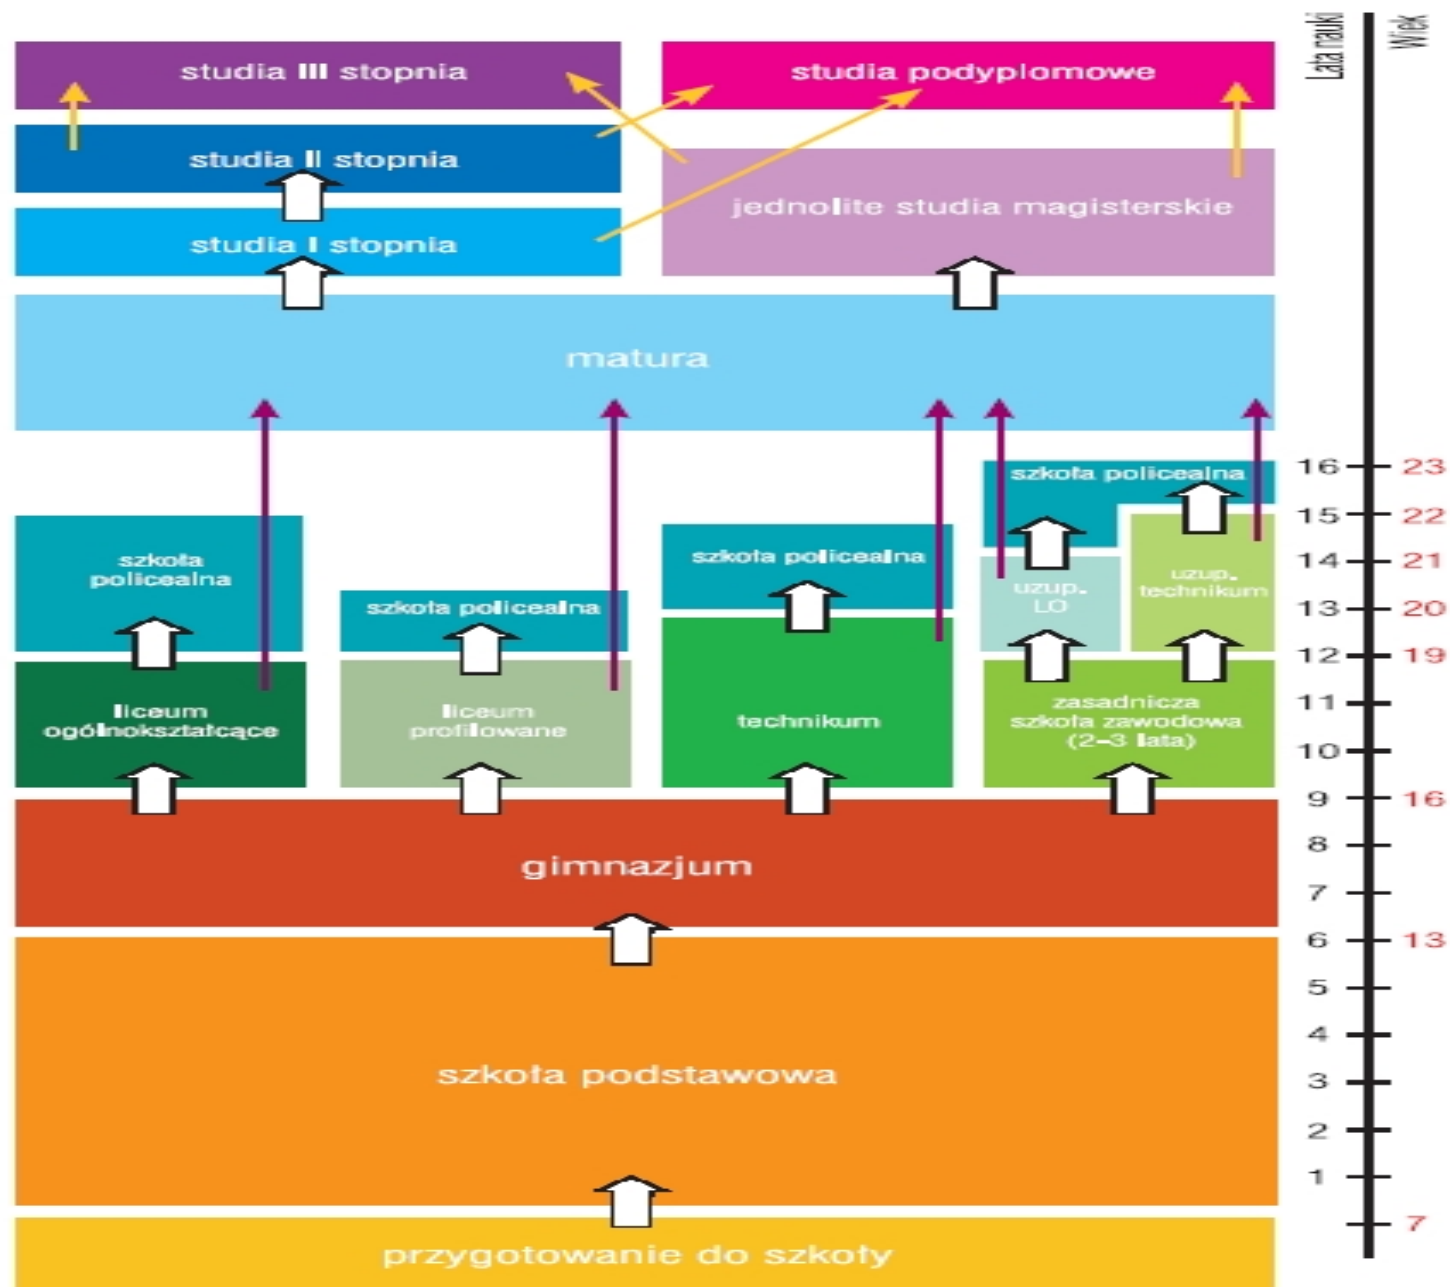 Lata nauki
Wiek
studia III stopnia
studia podyplomowe
studia II stopnia
jednolite studia magisterskie
studia I stopnia
matura
16 23
szkoła policealna
15 22
szkoła
policealna
szkoła policealna
14 21
uzup.
LO
uzup.
technikum
szkoła policealna
13 20
12 19
liceum
ogólnokształcące
liceum
profilowane
technikum
zasadnicza
szkoła zawodowa
(2-3 lata)
11
10
9 16
gimnazjum
8
7
6 13
5
4
szkoła podstawowa
3
2
1
7
przygotowanie do szkoły